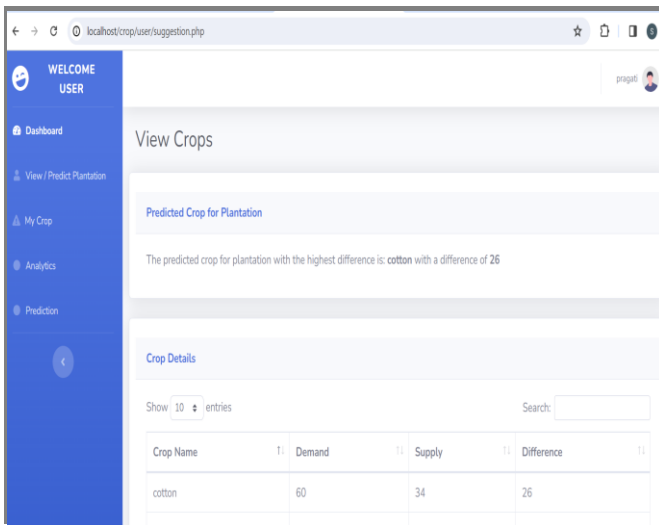 localhost/crop/user/suggestion.php
S
WELCOME
USER
pragati
Dashboard
View / Predict Plantation
My Crop
Analytics
Prediction
View Crops
Predicted Crop for Plantation
The predicted crop for plantation with the highest difference is: cotton with a difference of 26
Crop Details
Show 10 entries
Search:
Crop Name Demand Supply Difference
cotton 60 34 26